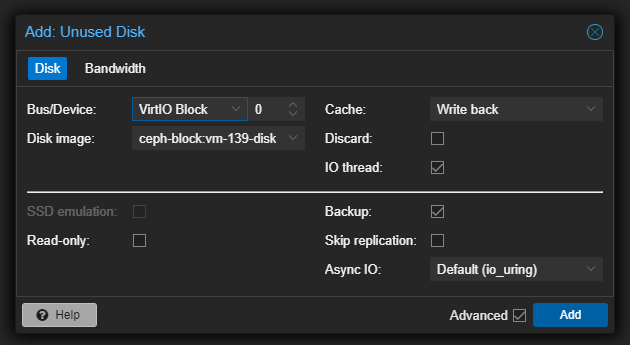 Add: Unused Disk
Disk Bandwidth
Bus/Device: VirtIO Block 0 Cache: Write back
Disk image: ceph-block:vm-139-disk Discard:
IO thread:
SSD emulation: Backup:
Read-only: Skip replication:
Async IO: Default (io_uring)
? Help Advanced Add